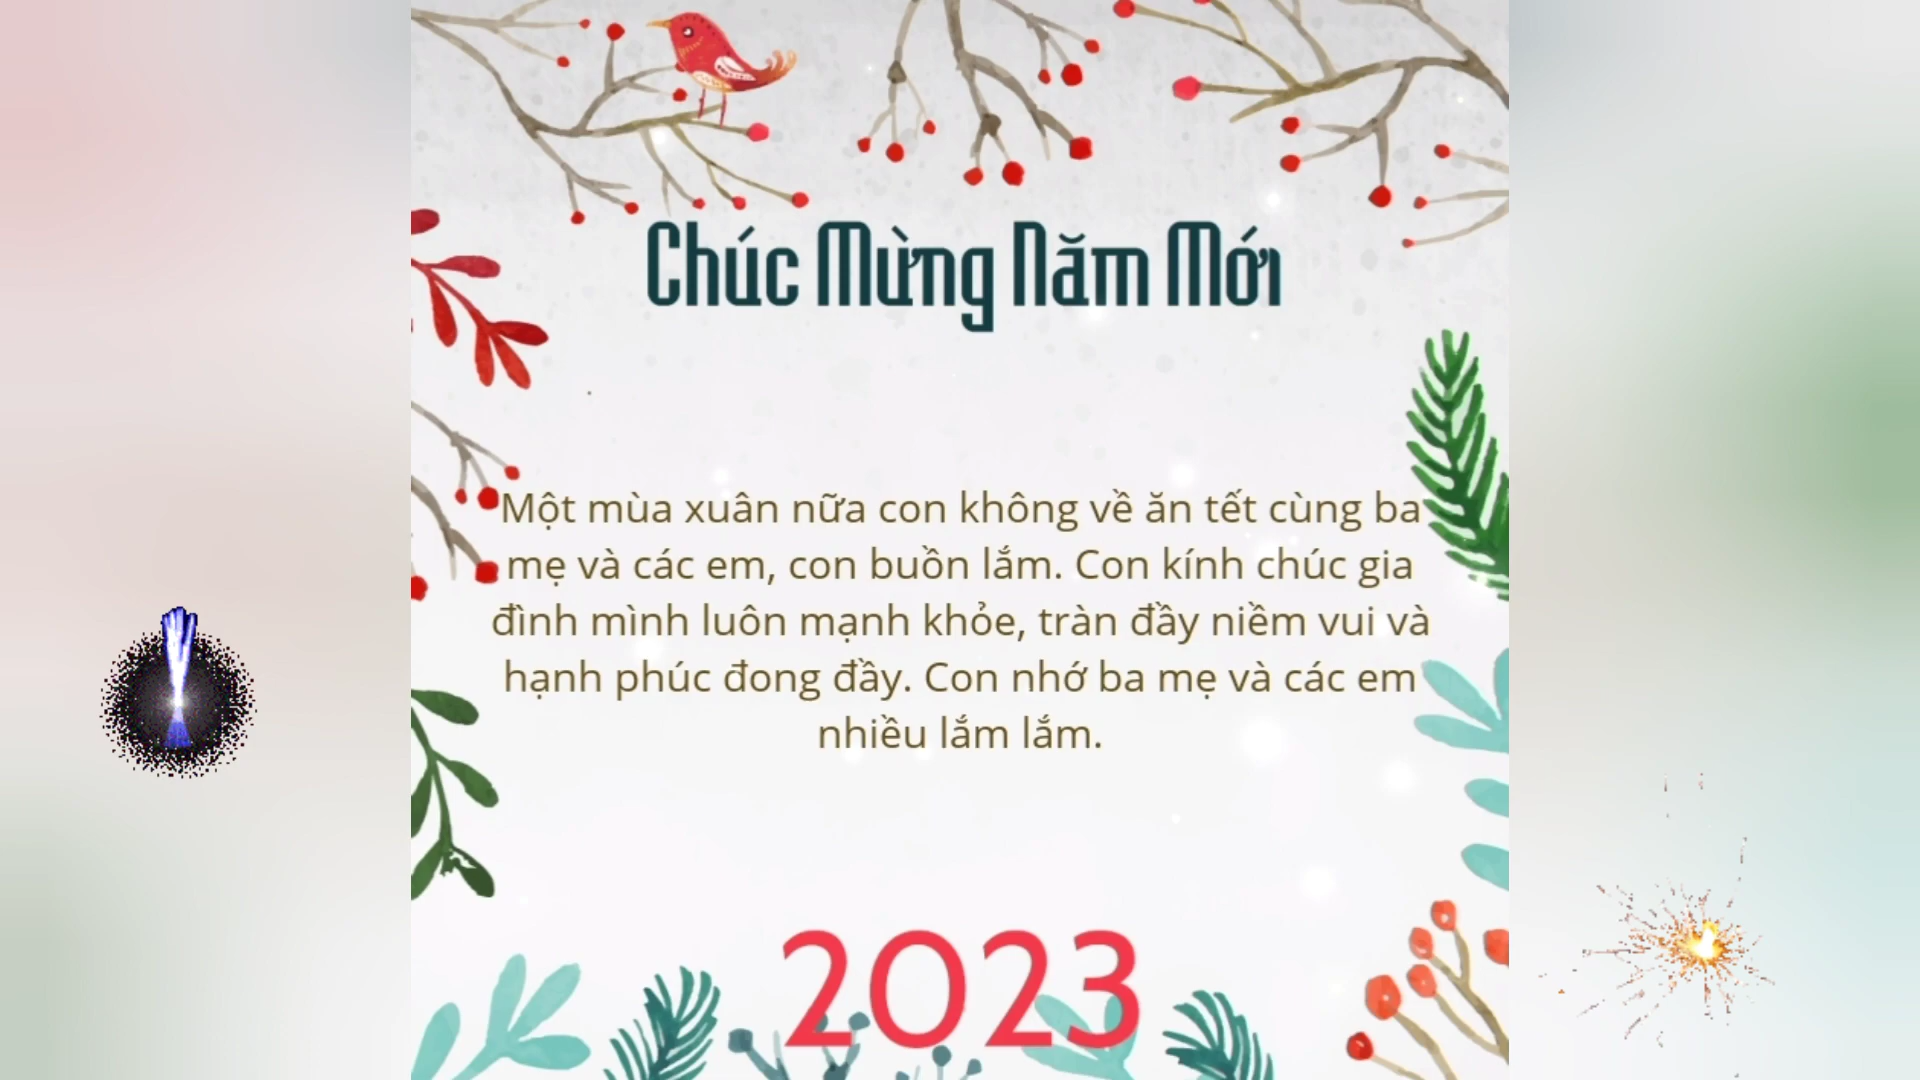 Chúc Mừng Năm Mới
Một mùa xuân nữa con không về ăn tết cùng ba
mẹ và các em, con buồn lắm. Con kính chúc gia
đình mình luôn mạnh khỏe, tràn đầy niềm vui và
hạnh phúc đong đầy. Con nhớ ba mẹ và các em
nhiều lắm lắm.
2023